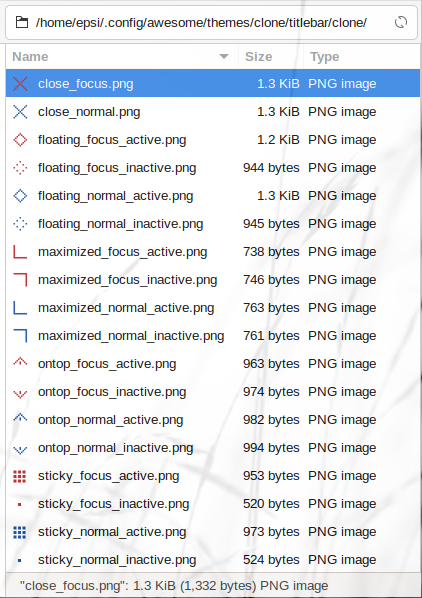 /home/epsi/.config/awesome/themes/clone/titlebar/clone/
Name Size Type
close_focus.png 1.3 KiB PNG image
close_normal.png 1.3 KiB PNG image
floating_focus_active.png 1.2 KiB PNG image
floating_focus_inactive.png 944 bytes PNG image
floating_normal_active.png 1.3 KiB PNG image
floating_normal_inactive.png 945 bytes PNG image
maximized_focus_active.png 738 bytes PNG image
maximized_focus_inactive.png 746 bytes PNG image
maximized_normal_active.png 763 bytes PNG image
maximized_normal_inactive.png 761 bytes PNG image
ontop_focus_active.png 963 bytes PNG image
ontop_focus_inactive.png 974 bytes PNG image
ontop_normal_active.png 982 bytes PNG image
ontop_normal_inactive.png 994 bytes PNG image
sticky_focus_active.png 953 bytes PNG image
sticky_focus_inactive.png 520 bytes PNG image
sticky_normal_active.png 973 bytes PNG image
sticky_normal_inactive.png 524 bytes PNG image
"close_focus.png": 1.3 KiB (1,332 bytes) PNG image